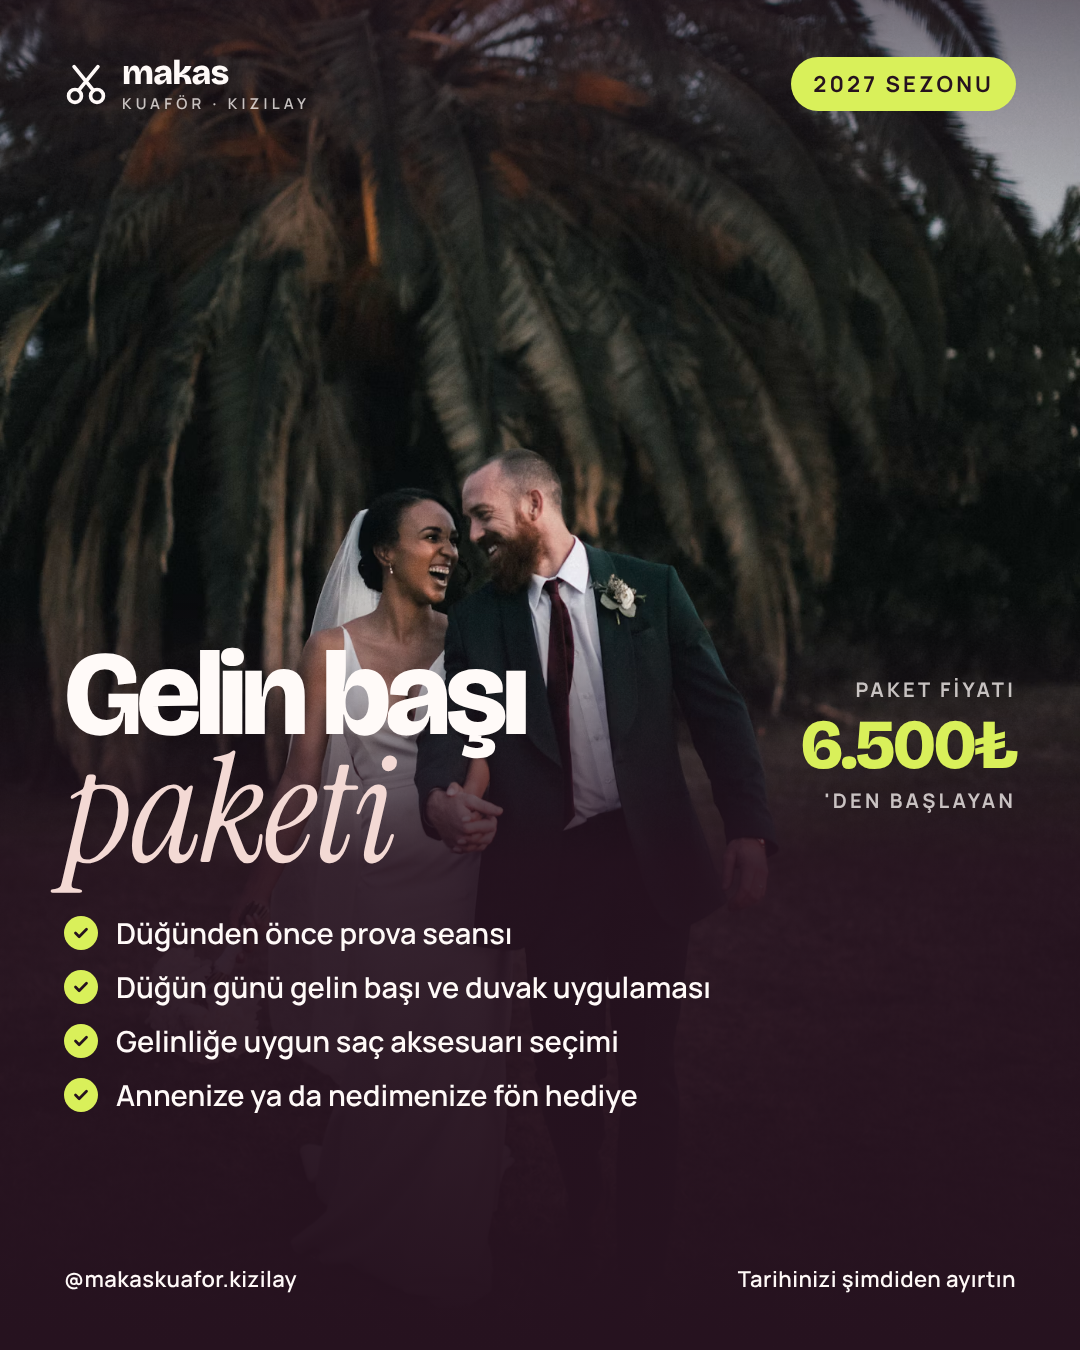 makas
KUAFÖR · KIZILAY
2027 SEZONU
Gelin başı
paketi
PAKET FİYATI
6.500₺
'DEN BAŞLAYAN
Düğünden önce prova seansı
Düğün günü gelin başı ve duvak uygulaması
Gelinliğe uygun saç aksesuarı seçimi
Annenize ya da nedimenize fön hediye
@makaskuafor.kizilay
Tarihinizi şimdiden ayırtın